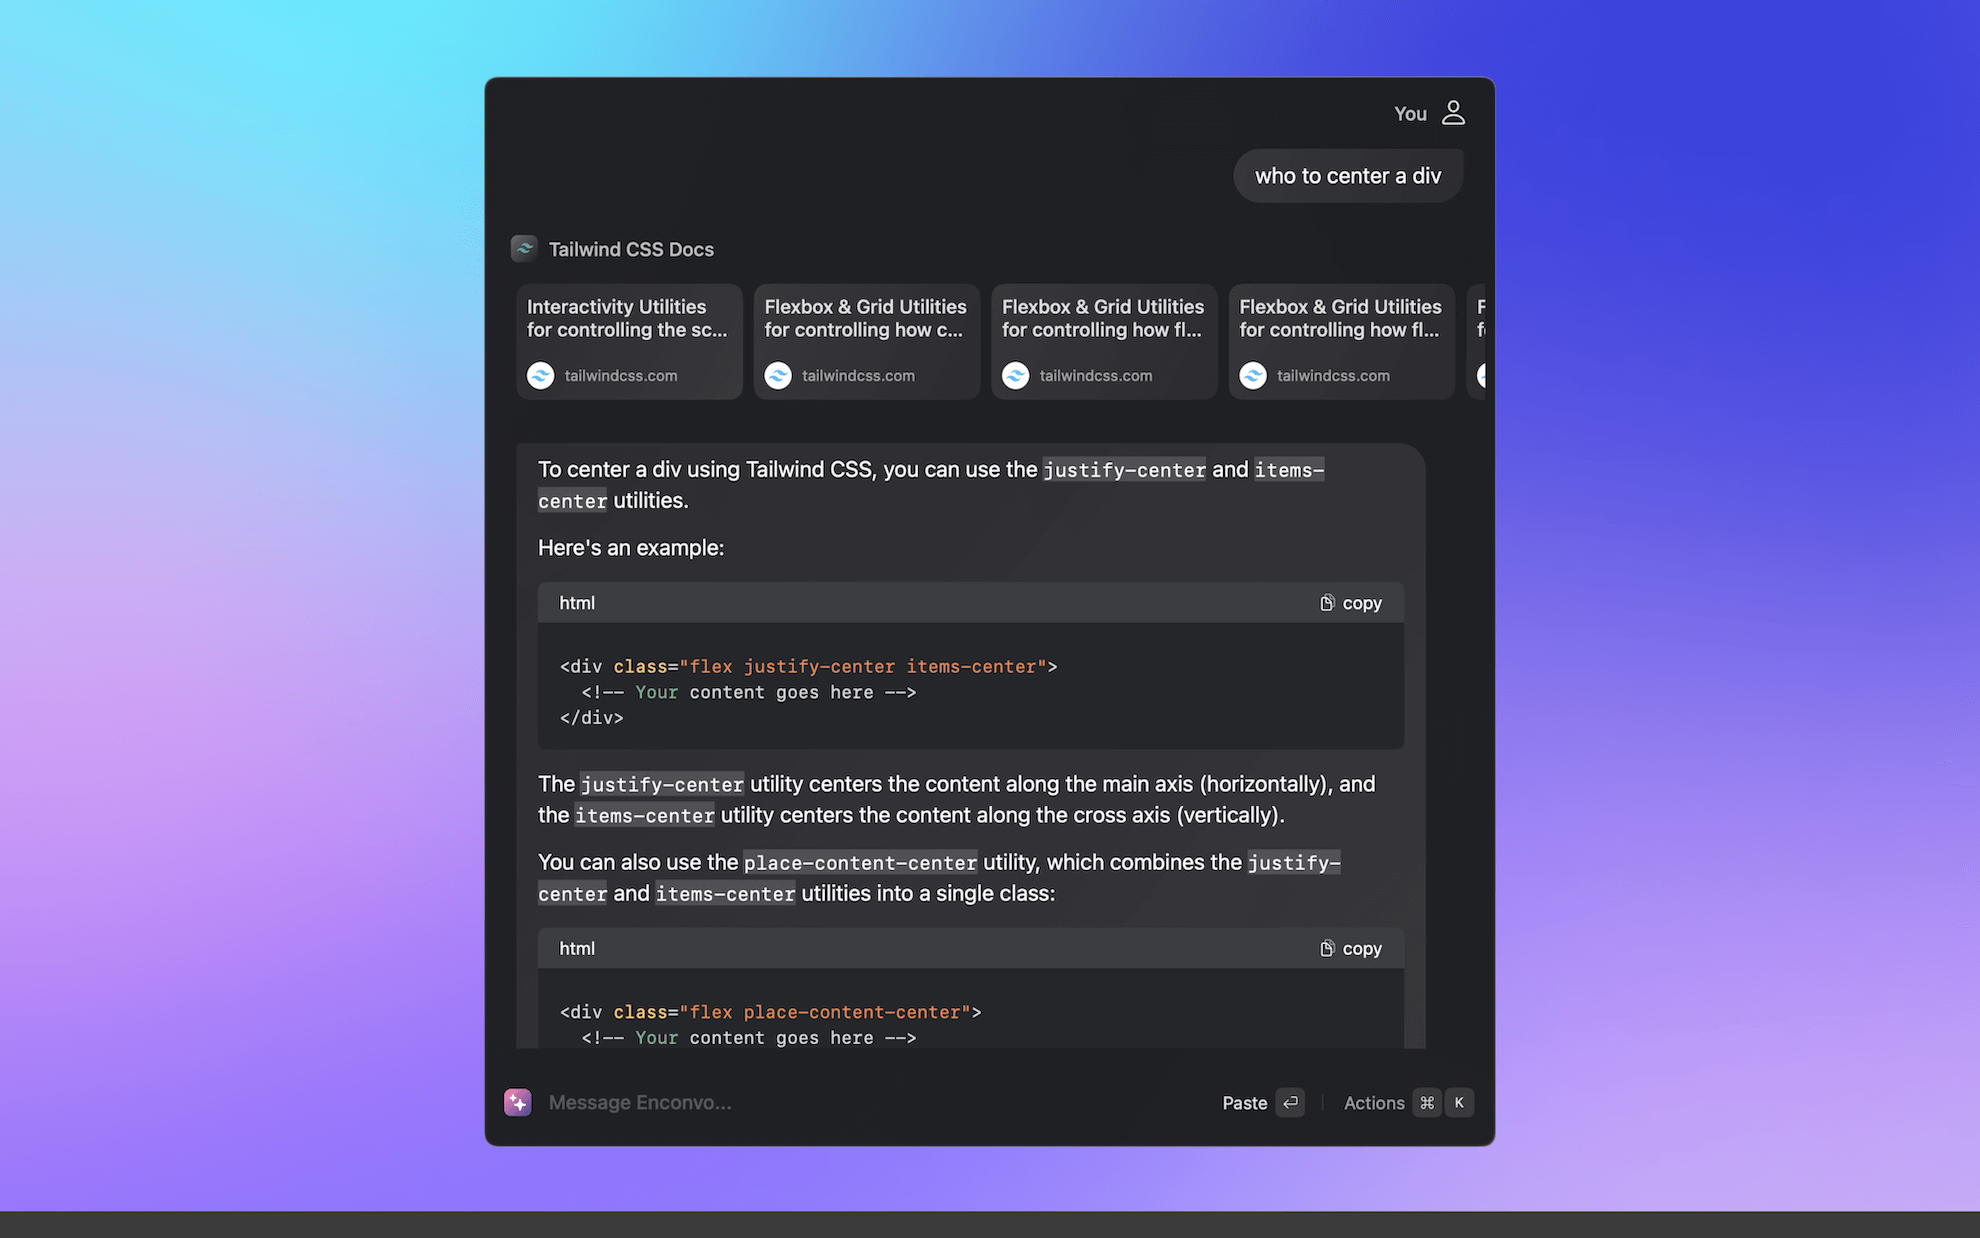 You
who to center a div
Tailwind CSS Docs
Interactivity Utilities
for controlling the sc...
tailwindcss.com
Flexbox & Grid Utilities
for controlling how c...
tailwindcss.com
Flexbox & Grid Utilities
for controlling how fl...
tailwindcss.com
Flexbox & Grid Utilities
for controlling how fl...
tailwindcss.com
To center a div using Tailwind CSS, you can use the justify-center and items-
center utilities.
Here's an example:
html
copy
<div class="flex justify-center items-center">
  <!-- Your content goes here -->
</div>
The justify-center utility centers the content along the main axis (horizontally), and
the items-center utility centers the content along the cross axis (vertically).
You can also use the place-content-center utility, which combines the justify-
center and items-center utilities into a single class:
html
copy
<div class="flex place-content-center">
  <!-- Your content goes here -->
Message Enconvo...
Paste ↵
Actions ⌘ K